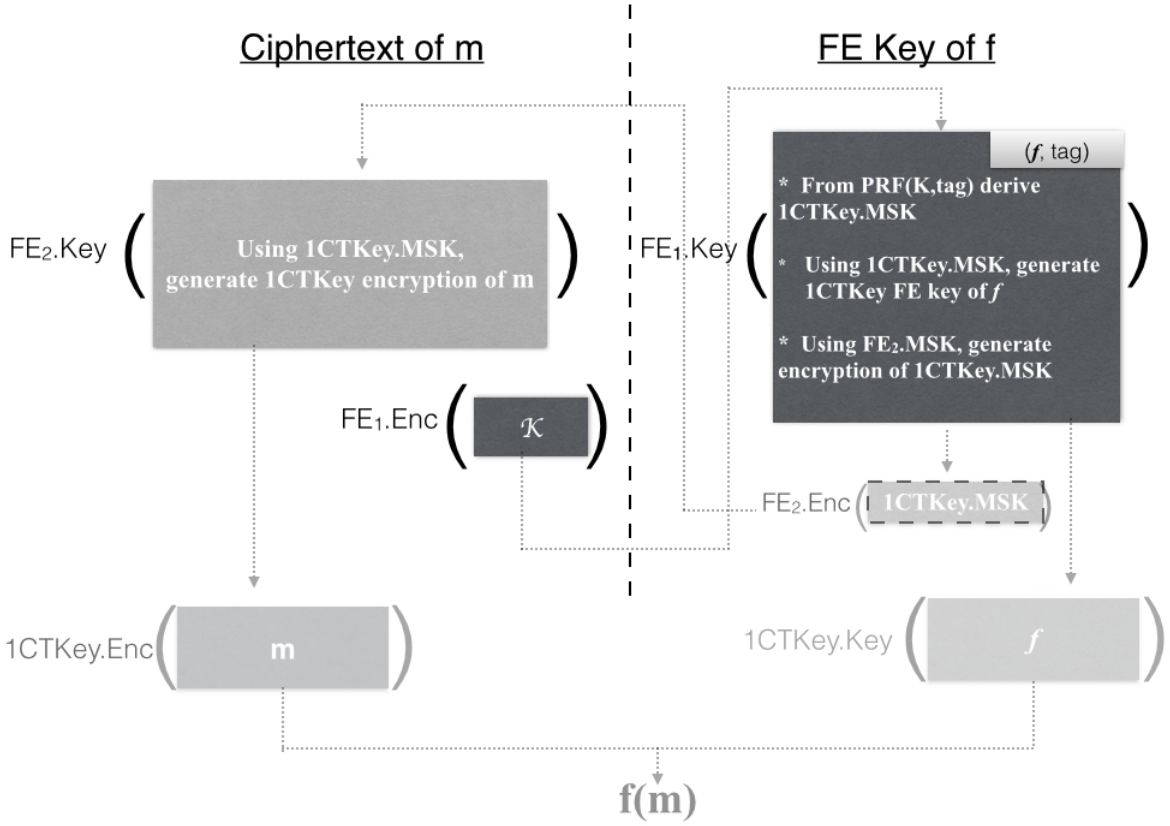 Ciphertext of m
FE Key of f
(f, tag)
FE₂.Key
Using 1CTKey.MSK,
generate 1CTKey encryption of m
FE₁.Key
* From PRF(K,tag) derive
1CTKey.MSK
* Using 1CTKey.MSK, generate
1CTKey FE key of f
* Using FE₂.MSK, generate
encryption of 1CTKey.MSK
FE₁.Enc
K
FE₂.Enc
1CTKey.MSK
1CTKey.Enc
m
1CTKey.Key
f
f(m)